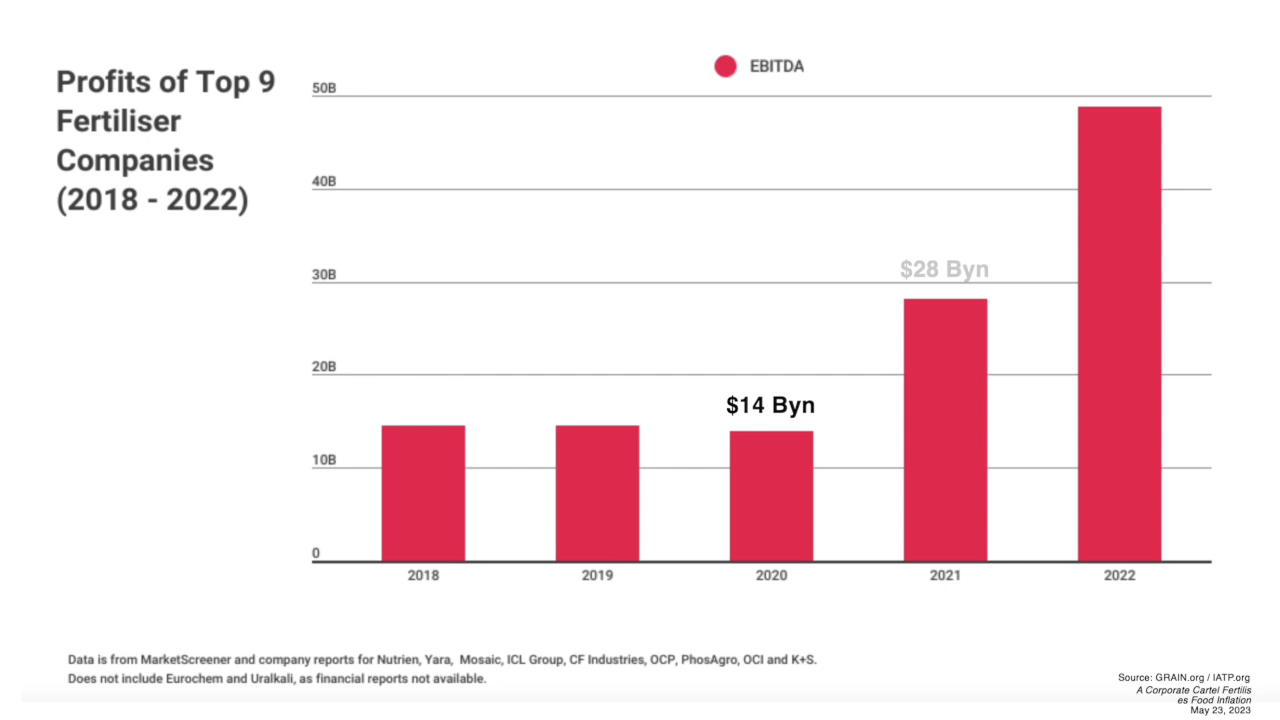 Profits of Top 9
Fertiliser
Companies
(2018 - 2022)
EBITDA
50B
40B
30B
20B
10B
0
$28 Byn
$14 Byn
2018
2019
2020
2021
2022
Data is from MarketScreener and company reports for Nutrien, Yara, Mosaic, ICL Group, CF Industries, OCP, PhosAgro, OCI and K+S.
Does not include Eurochem and Uralkali, as financial reports not available.
Source: GRAIN.org / IATP.org
A Corporate Cartel Fertilis
es Food Inflation
May 23, 2023